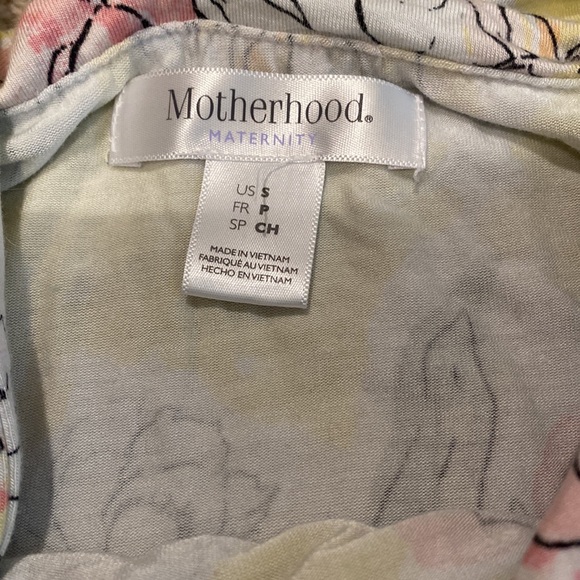 Motherhood®
MATERNITY
US S
FR P
SP CH
MADE IN VIETNAM
FABRIQUÉ AU VIETNAM
HECHO EN VIETNAM